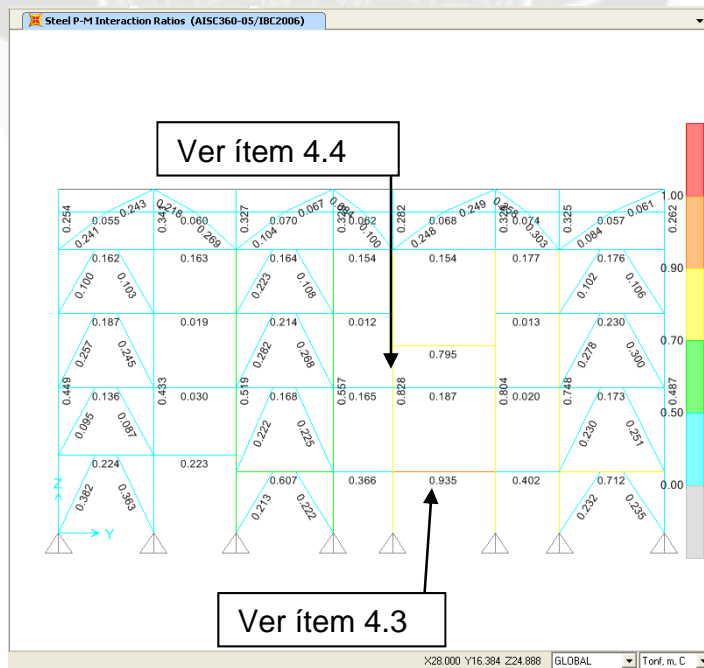 Steel P-M Interaction Ratios (AISC360-05/IBC2006)
Ver ítem 4.4
1.00
0.254 0.055 0.243 0.218 0.060 0.327 0.070 0.067 0.062 0.282 0.068 0.249 0.074 0.325 0.057 0.061 0.262
0.241 0.269 0.104 0.100 0.248 0.303 0.084
0.162 0.163 0.164 0.154 0.154 0.177 0.176
0.90
0.100 0.103 0.223 0.108 0.102 0.106
0.187 0.019 0.214 0.012 0.013 0.230
0.70
0.257 0.245 0.282 0.268 0.795 0.278 0.300
0.449 0.136 0.433 0.030 0.519 0.168 0.557 0.165 0.828 0.187 0.804 0.020 0.748 0.173 0.487
0.50
0.095 0.087 0.222 0.225 0.230 0.251
0.224 0.223
0.607 0.366 0.935 0.402 0.712
0.00
Z
0.382 0.363 0.213 0.222 0.232 0.235
Y
Ver ítem 4.3
X28.000 Y16.384 Z24.888 GLOBAL Tonf, m, C